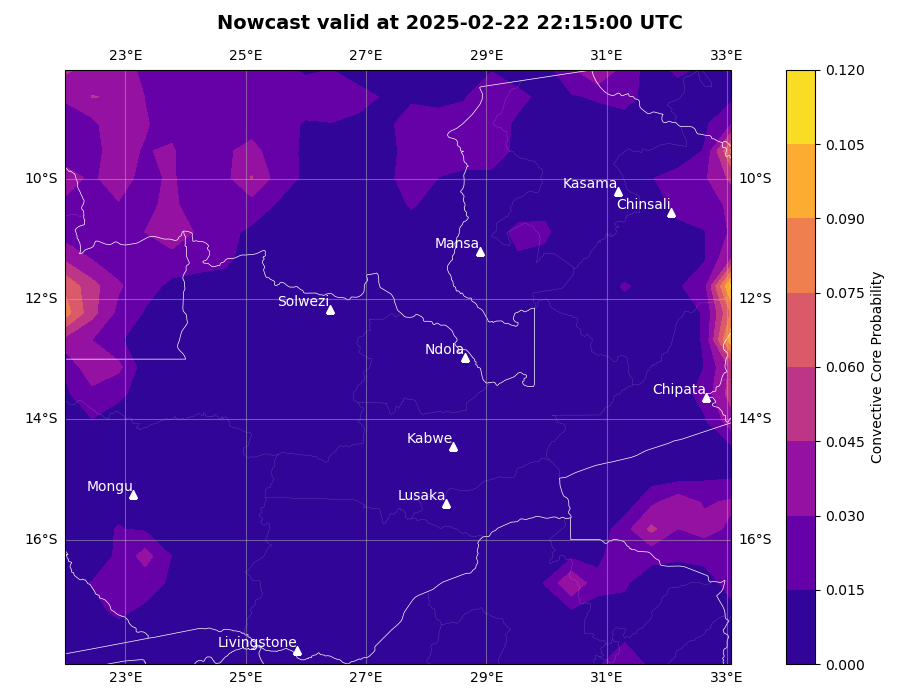 Nowcast valid at 2025-02-22 22:15:00 UTC
23°E 25°E 27°E 29°E 31°E 33°E
0.120
0.105
0.090
0.075
0.060
0.045
0.030
0.015
0.000
Convective Core Probability
10°S 10°S
12°S 12°S
14°S 14°S
16°S 16°S
Kasama
Chinsali
Mansa
Solwezi
Ndola
Chipata
Kabwe
Mongu
Lusaka
Livingstone
23°E 25°E 27°E 29°E 31°E 33°E